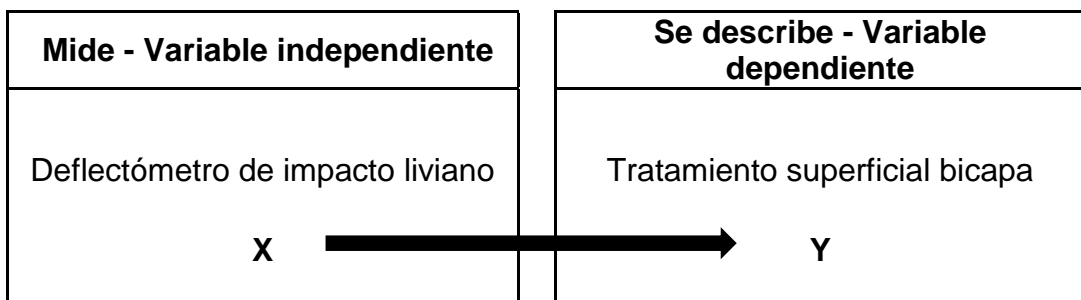 Mide - Variable independiente
Se describe - Variable
dependiente
Deflectómetro de impacto liviano
Tratamiento superficial bicapa
X
Y